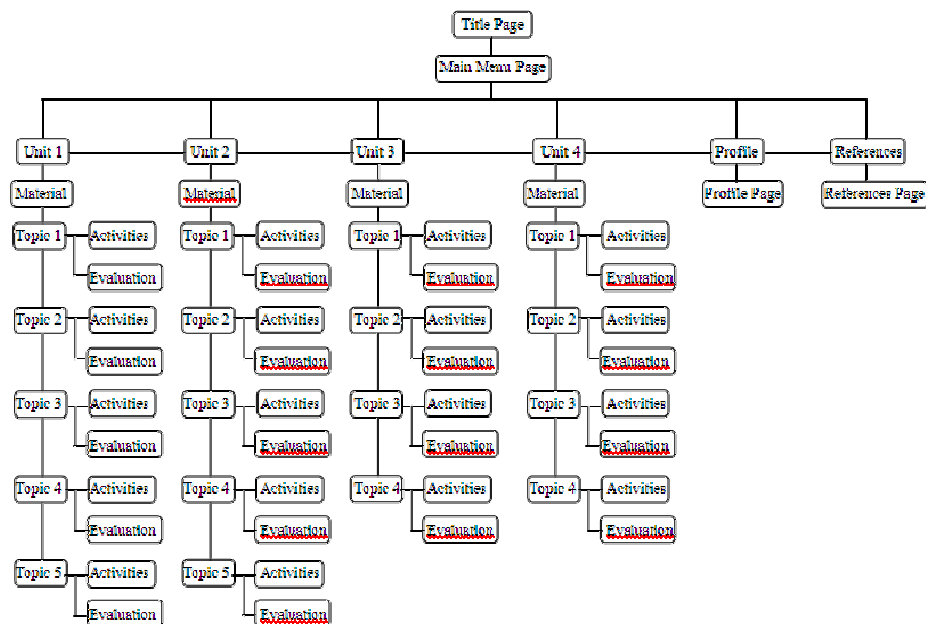 Title Page
Main Menu Page
Unit 1 Unit 2 Unit 3 Unit 4 Profile References
Material Material Material Material Profile Page References Page
Topic 1 Activities Topic 1 Activities Topic 1 Activities Topic 1 Activities
Evaluation Evaluation Evaluation Evaluation
Topic 2 Activities Topic 2 Activities Topic 2 Activities Topic 2 Activities
Evaluation Evaluation Evaluation Evaluation
Topic 3 Activities Topic 3 Activities Topic 3 Activities Topic 3 Activities
Evaluation Evaluation Evaluation Evaluation
Topic 4 Activities Topic 4 Activities Topic 4 Activities Topic 4 Activities
Evaluation Evaluation Evaluation Evaluation
Topic 5 Activities Topic 5 Activities
Evaluation Evaluation